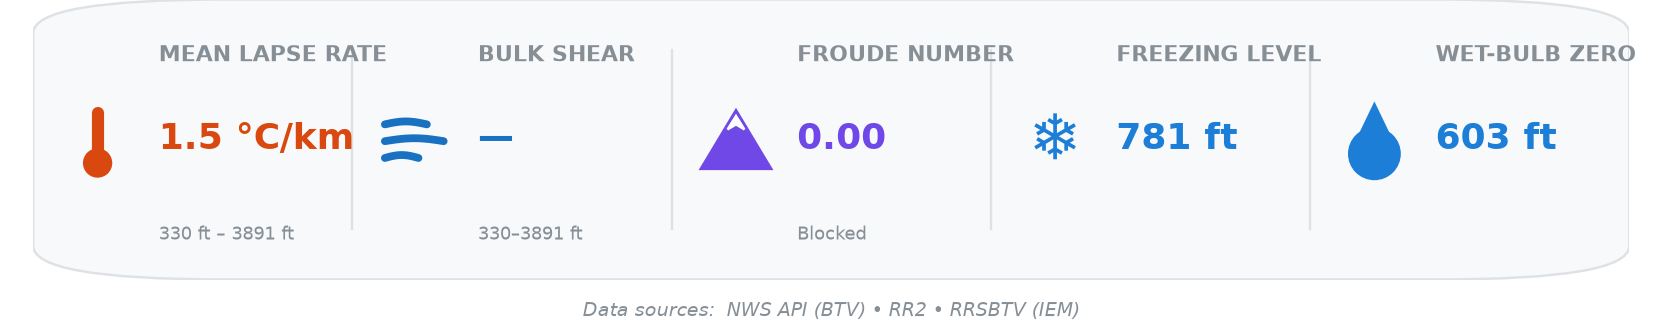 MEAN LAPSE RATE
1.5 °C/km
330 ft – 3891 ft
BULK SHEAR
—
330–3891 ft
FROUDE NUMBER
0.00
Blocked
FREEZING LEVEL
781 ft
WET-BULB ZERO
603 ft
Data sources:  NWS API (BTV) • RR2 • RRSBTV (IEM)